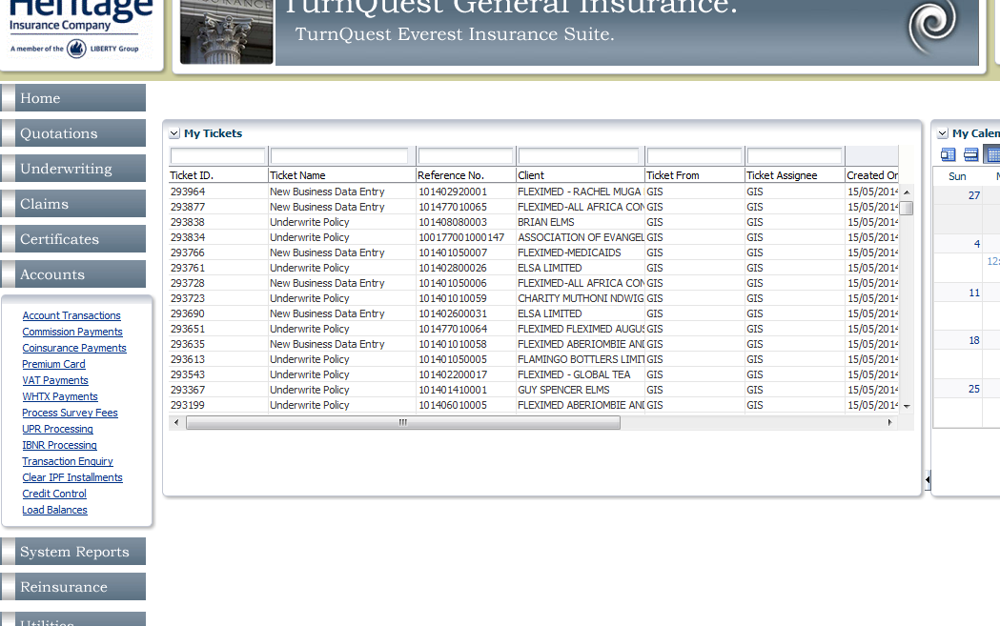 Heritage
Insurance Company
A member of the LIBERTY Group
INSURANCE
TurnQuest General Insurance.
TurnQuest Everest Insurance Suite.
Home
Quotations
Underwriting
Claims
Certificates
Accounts
Account Transactions
Commission Payments
Coinsurance Payments
Premium Card
VAT Payments
WHTX Payments
Process Survey Fees
UPR Processing
IBNR Processing
Transaction Enquiry
Clear IPF Installments
Credit Control
Load Balances
System Reports
Reinsurance
Utilities
My Tickets
Ticket ID. Ticket Name Reference No. Client Ticket From Ticket Assignee Created On
293964 New Business Data Entry 101402920001 FLEXIMED - RACHEL MUGA GIS GIS 15/05/2014
293877 New Business Data Entry 101477010065 FLEXIMED-ALL AFRICA CON GIS GIS 15/05/2014
293838 Underwrite Policy 101408080003 BRIAN ELMS GIS GIS 15/05/2014
293834 Underwrite Policy 100177001000147 ASSOCIATION OF EVANGEL GIS GIS 15/05/2014
293766 New Business Data Entry 101401050007 FLEXIMED-MEDICAIDS GIS GIS 15/05/2014
293761 Underwrite Policy 101402800026 ELSA LIMITED GIS GIS 15/05/2014
293728 New Business Data Entry 101401050006 FLEXIMED-ALL AFRICA CON GIS GIS 15/05/2014
293723 Underwrite Policy 101401010059 CHARITY MUTHONI NDWIG GIS GIS 15/05/2014
293690 New Business Data Entry 101402600031 ELSA LIMITED GIS GIS 15/05/2014
293651 Underwrite Policy 101477010064 FLEXIMED FLEXIMED AUGUS GIS GIS 15/05/2014
293635 New Business Data Entry 101401010058 FLEXIMED ABERIOMBIE AND GIS GIS 15/05/2014
293613 Underwrite Policy 101401050005 FLAMINGO BOTTLERS LIMIT GIS GIS 15/05/2014
293543 Underwrite Policy 101402200017 FLEXIMED - GLOBAL TEA GIS GIS 15/05/2014
293367 Underwrite Policy 101401410001 GUY SPENCER ELMS GIS GIS 15/05/2014
293199 Underwrite Policy 101406010005 FLEXIMED ABERIOMBIE AND GIS GIS 15/05/2014
My Calen
Sun
27
4
12:
11
18
25